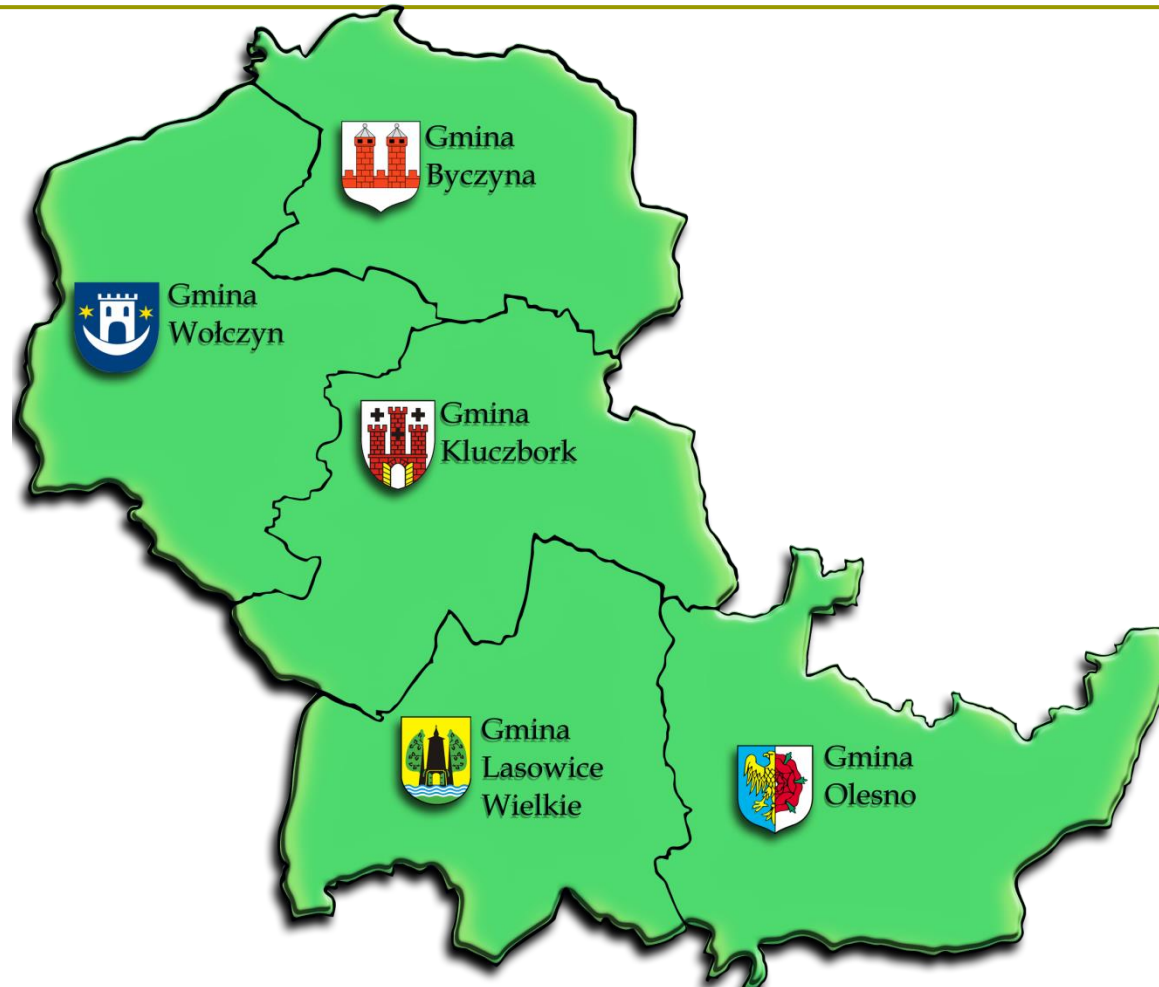 Gmina
Byczyna
Gmina
Wołczyn
Gmina
Kluczbork
Gmina
Lasowice
Wielkie
Gmina
Olesno